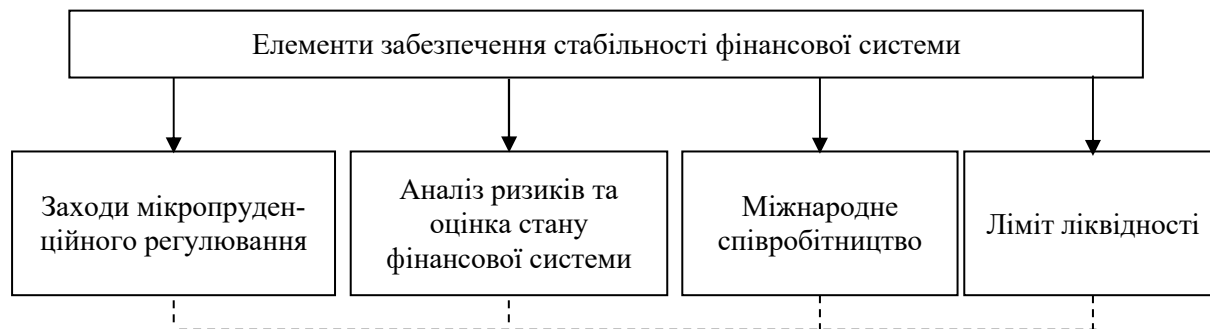 Елементи забезпечення стабільності фінансової системи
Заходи мікропруден-
ційного регулювання
Аналіз ризиків та
оцінка стану
фінансової системи
Міжнародне
співробітництво
Ліміт ліквідності